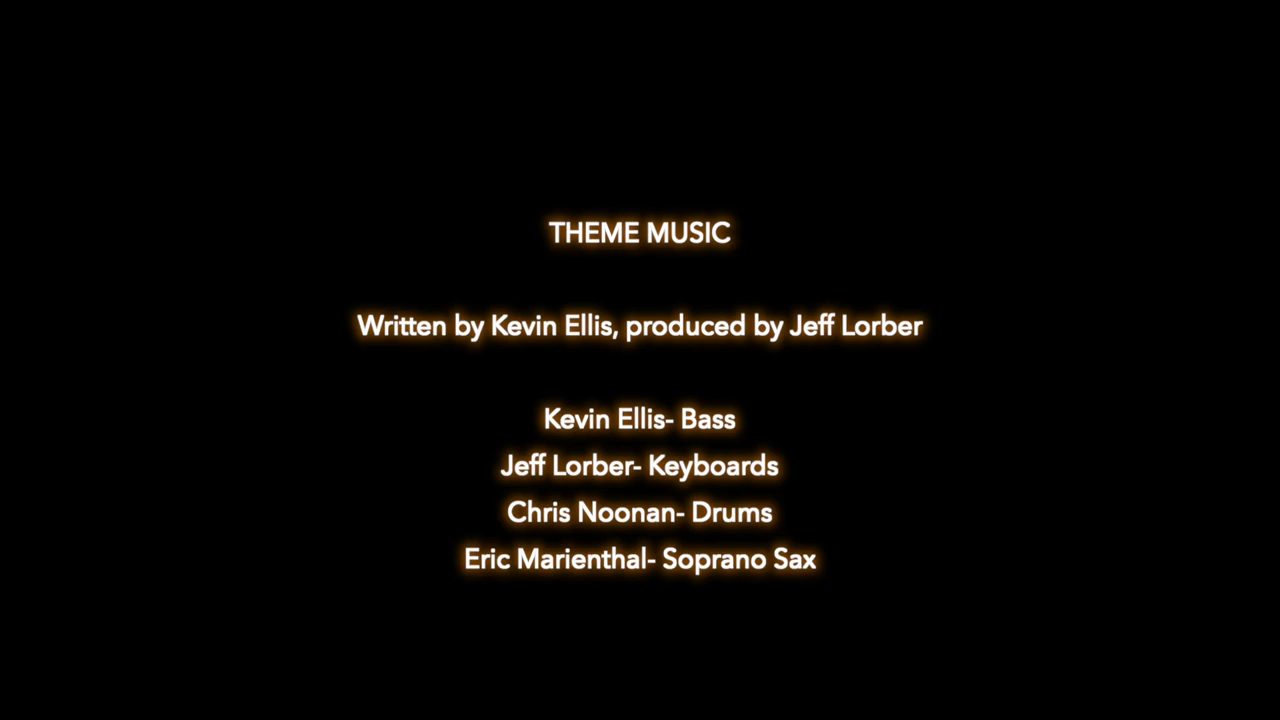 THEME MUSIC
Written by Kevin Ellis, produced by Jeff Lorber
Kevin Ellis- Bass
Jeff Lorber- Keyboards
Chris Noonan- Drums
Eric Marienthal- Soprano Sax